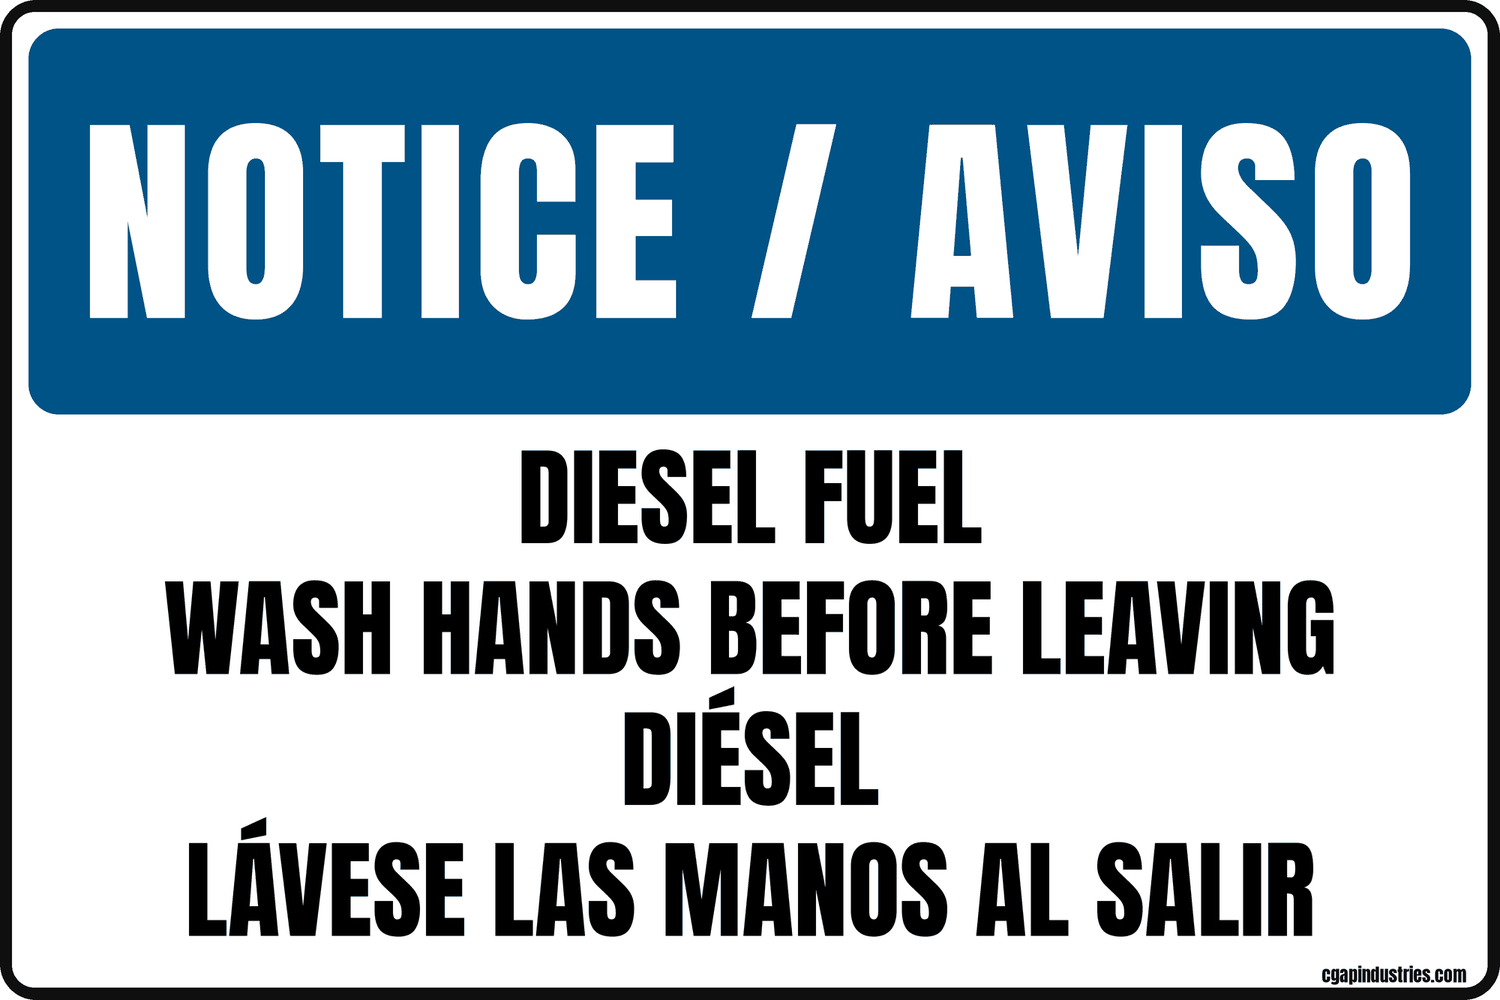 NOTICE / AVISO
DIESEL FUEL
WASH HANDS BEFORE LEAVING
DIÉSEL
LÁVESE LAS MANOS AL SALIR
cgapindustries.com